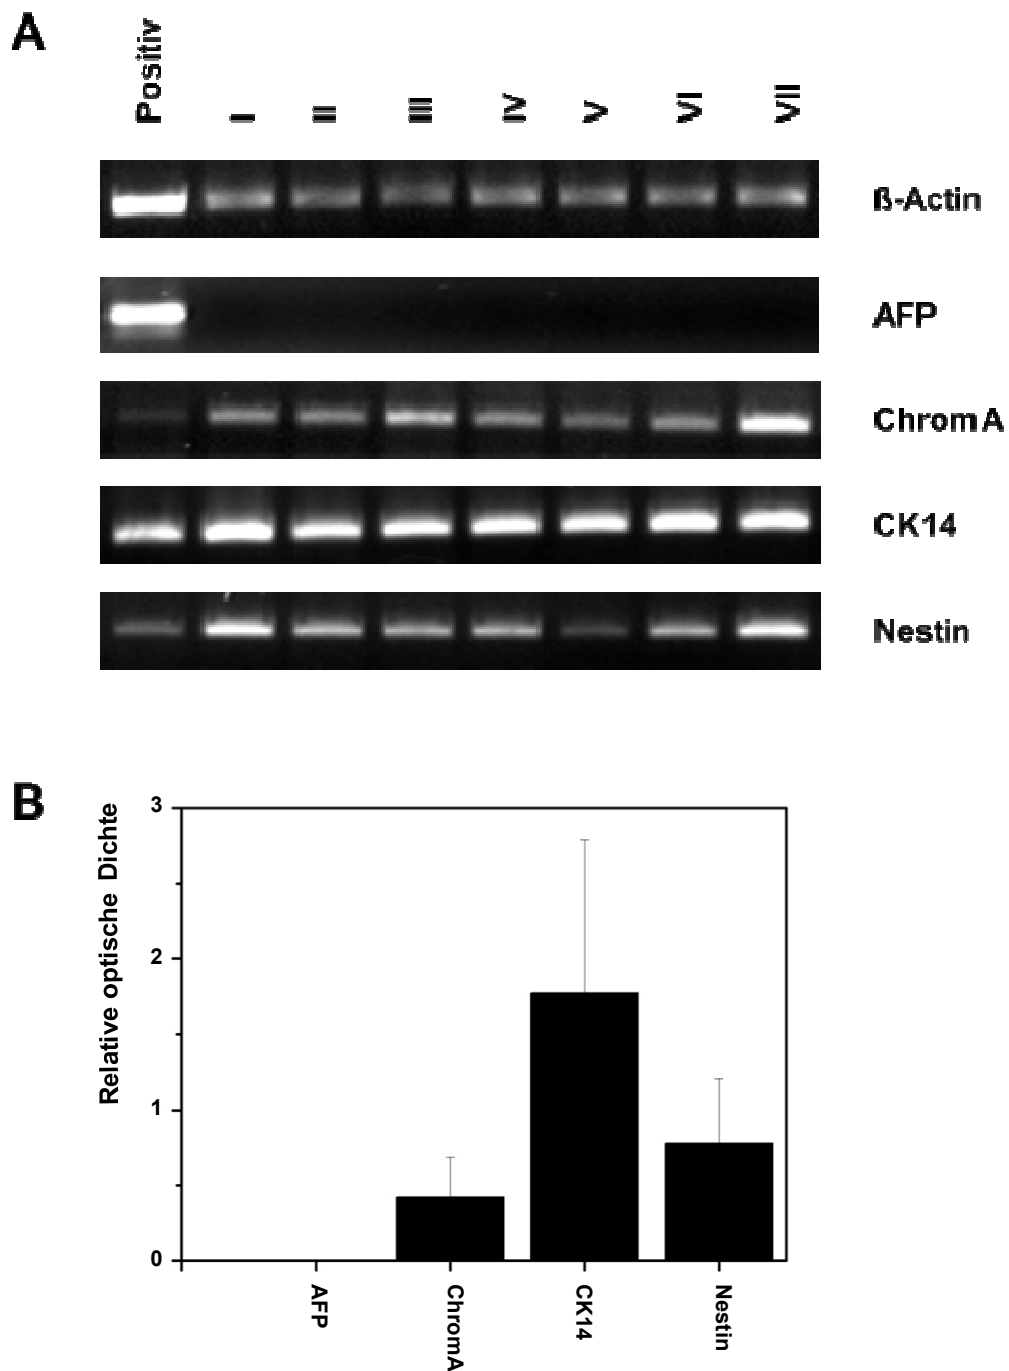 A
Positiv I II III IV V VI VII
ß-Actin
AFP
ChromA
CK14
Nestin
B
Relative optische Dichte
3
2
1
0
AFP ChromA CK14 Nestin